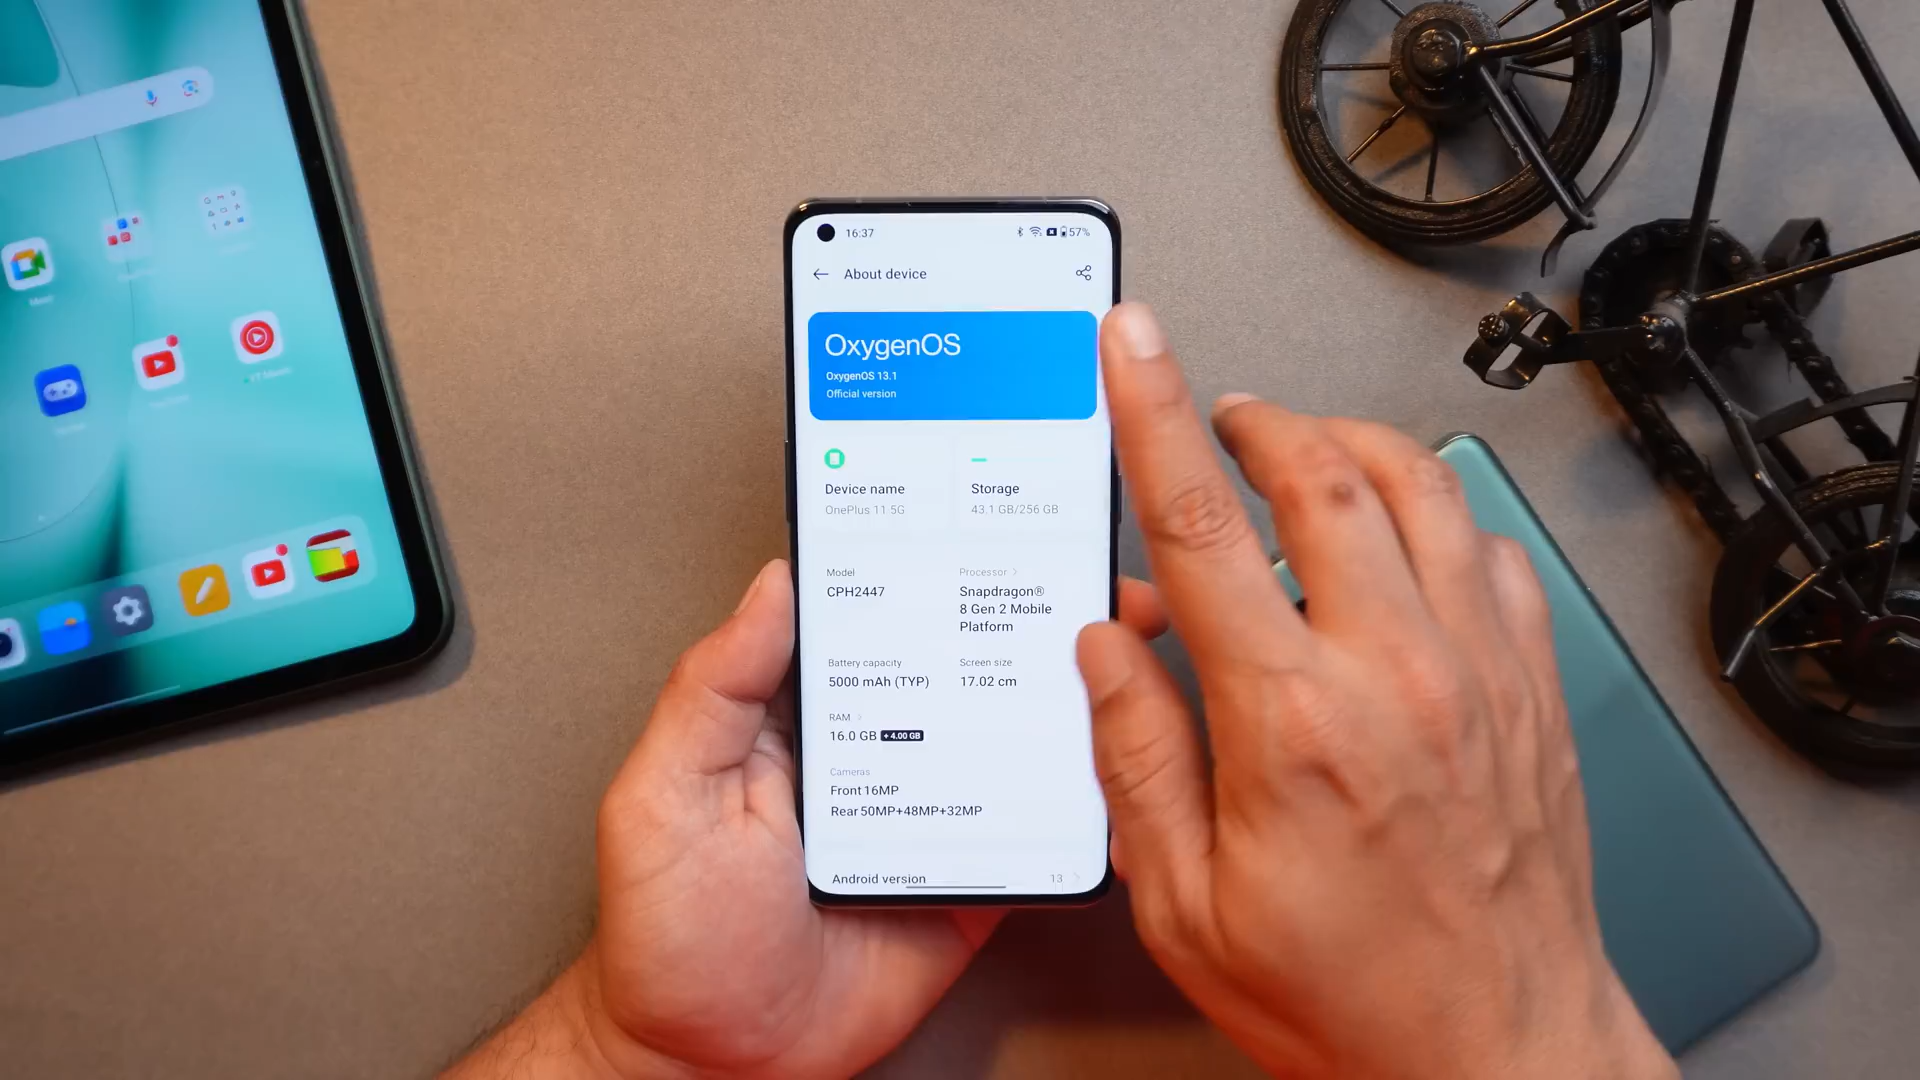 16:37
57%
About device
OxygenOS
OxygenOS 13.1
Official version
Device name
OnePlus 11 5G
Storage
43.1 GB/256 GB
Model
CPH2447
Processor
Snapdragon®
8 Gen 2 Mobile
Platform
Battery capacity
5000 mAh (TYP)
Screen size
17.02 cm
RAM
16.0 GB + 4.00 GB
Cameras
Front 16MP
Rear 50MP+48MP+32MP
Android version
13
Meet
YT Music